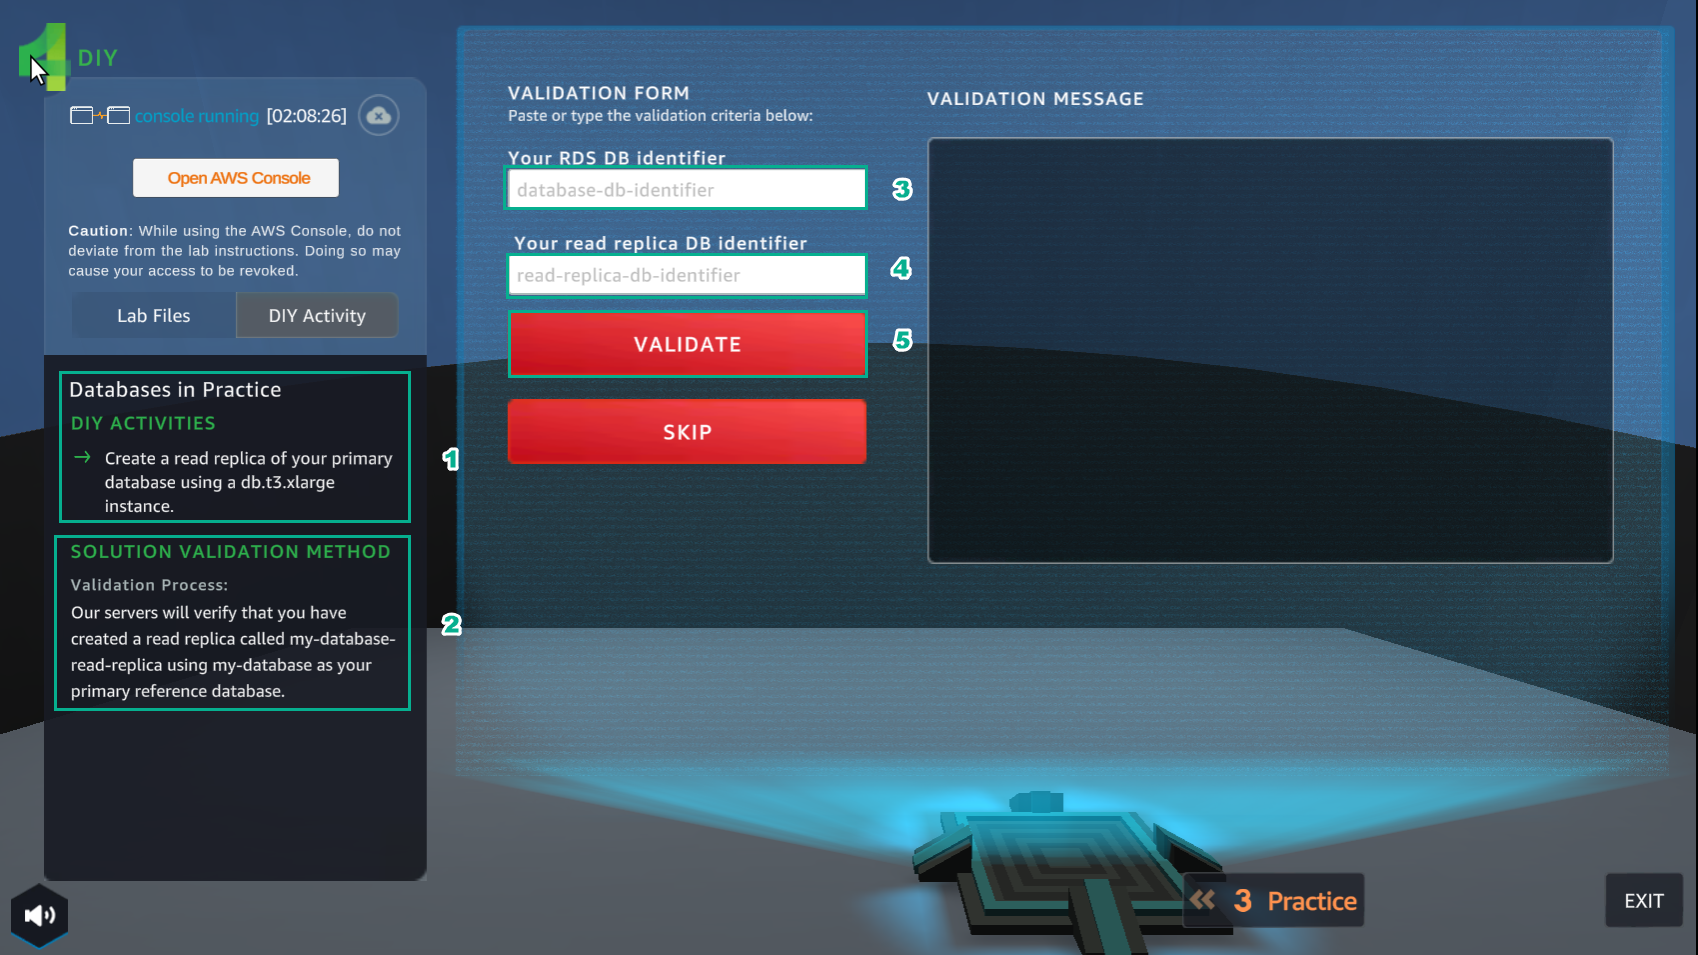 4 DIY
console running [02:08:26]
Open AWS Console
Caution: While using the AWS Console, do not
deviate from the lab instructions. Doing so may
cause your access to be revoked.
Lab Files
DIY Activity
Databases in Practice
DIY ACTIVITIES
→ Create a read replica of your primary
database using a db.t3.xlarge
instance.
1
SOLUTION VALIDATION METHOD
Validation Process:
Our servers will verify that you have
created a read replica called my-database-
read-replica using my-database as your
primary reference database.
2
VALIDATION FORM
Paste or type the validation criteria below:
Your RDS DB identifier
database-db-identifier
3
Your read replica DB identifier
read-replica-db-identifier
4
VALIDATE
5
SKIP
VALIDATION MESSAGE
3 Practice
EXIT